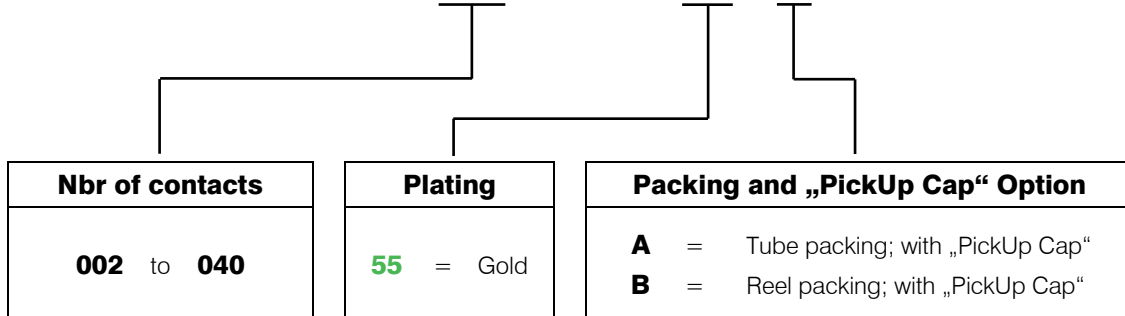 Nbr of contacts
002 to 040
Plating
55 = Gold
Packing and „PickUp Cap“ Option
A = Tube packing; with „PickUp Cap“
B = Reel packing; with „PickUp Cap“